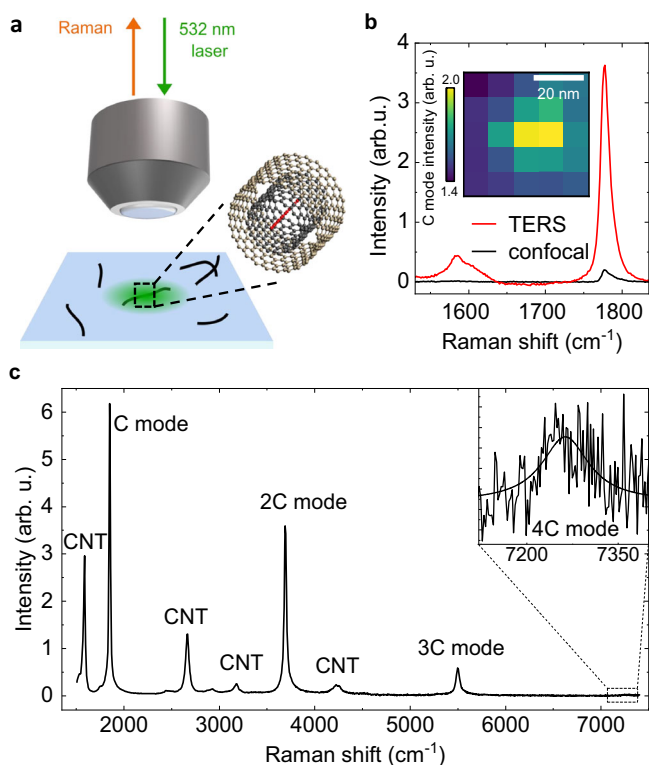 a
Raman
532 nm
laser
b
4
3
2
1
0
Intensity (arb.u.)
C mode intensity (arb. u.)
2.0
1.4
20 nm
TERS
confocal
1600
1700
1800
Raman shift (cm⁻¹)
c
6
5
4
3
2
1
0
Intensity (arb. u.)
CNT
C mode
CNT
CNT
2C mode
CNT
3C mode
4C mode
7200
7350
2000
3000
4000
5000
6000
7000
Raman shift (cm⁻¹)